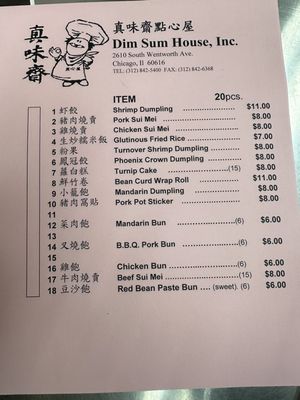 真味齋
真味齋點心屋
Dim Sum House, Inc.
2610 South Wentworth Ave.
Chicago, Il 60616
TEL: (312) 842-5400 FAX: (312) 842-6368
ITEM 20pcs.
1 蝦餃 Shrimp Dumpling $11.00
2 豬肉燒賣 Pork Sui Mei $8.00
3 雞燒賣 Chicken Sui Mei $8.00
4 生炒糯米飯 Glutinous Fried Rice $7.00
5 粉果 Turnover Shrimp Dumpling $8.00
6 鳳冠餃 Phoenix Crown Dumpling $8.00
7 蘿白糕 Turnip Cake (15) $8.00
8 鮮竹卷 Bean Curd Wrap Roll $11.00
9 小籠飽 Mandarin Dumpling $8.00
10 豬肉窩貼 Pork Pot Sticker $8.00
11
12 菜肉飽 Mandarin Bun (6) $6.00
13
14 叉燒飽 B.B.Q. Pork Bun (6) $6.00
15
16 雞飽 Chicken Bun (6) $6.00
17 牛肉燒賣 Beef Sui Mei (15) $8.00
18 豆沙飽 Red Bean Paste Bun .... (sweet). (6) $6.00